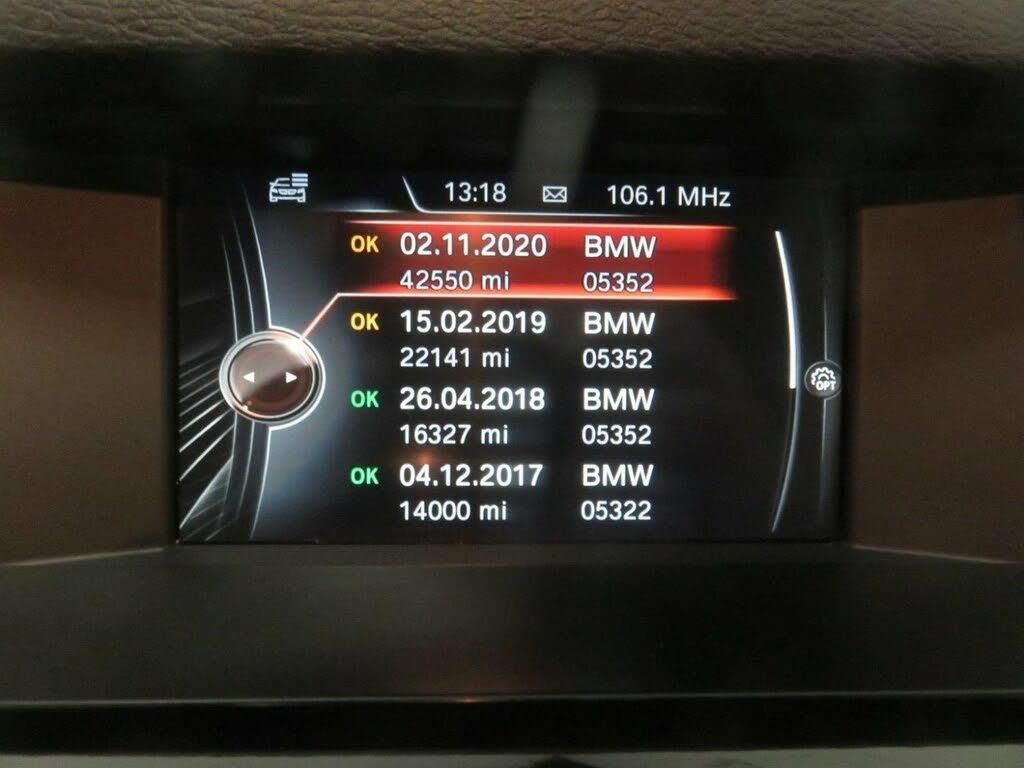 13:18 106.1 MHz
OK 02.11.2020 BMW
42550 mi 05352
OK 15.02.2019 BMW
22141 mi 05352
OK 26.04.2018 BMW
16327 mi 05352
OK 04.12.2017 BMW
14000 mi 05322
OPT